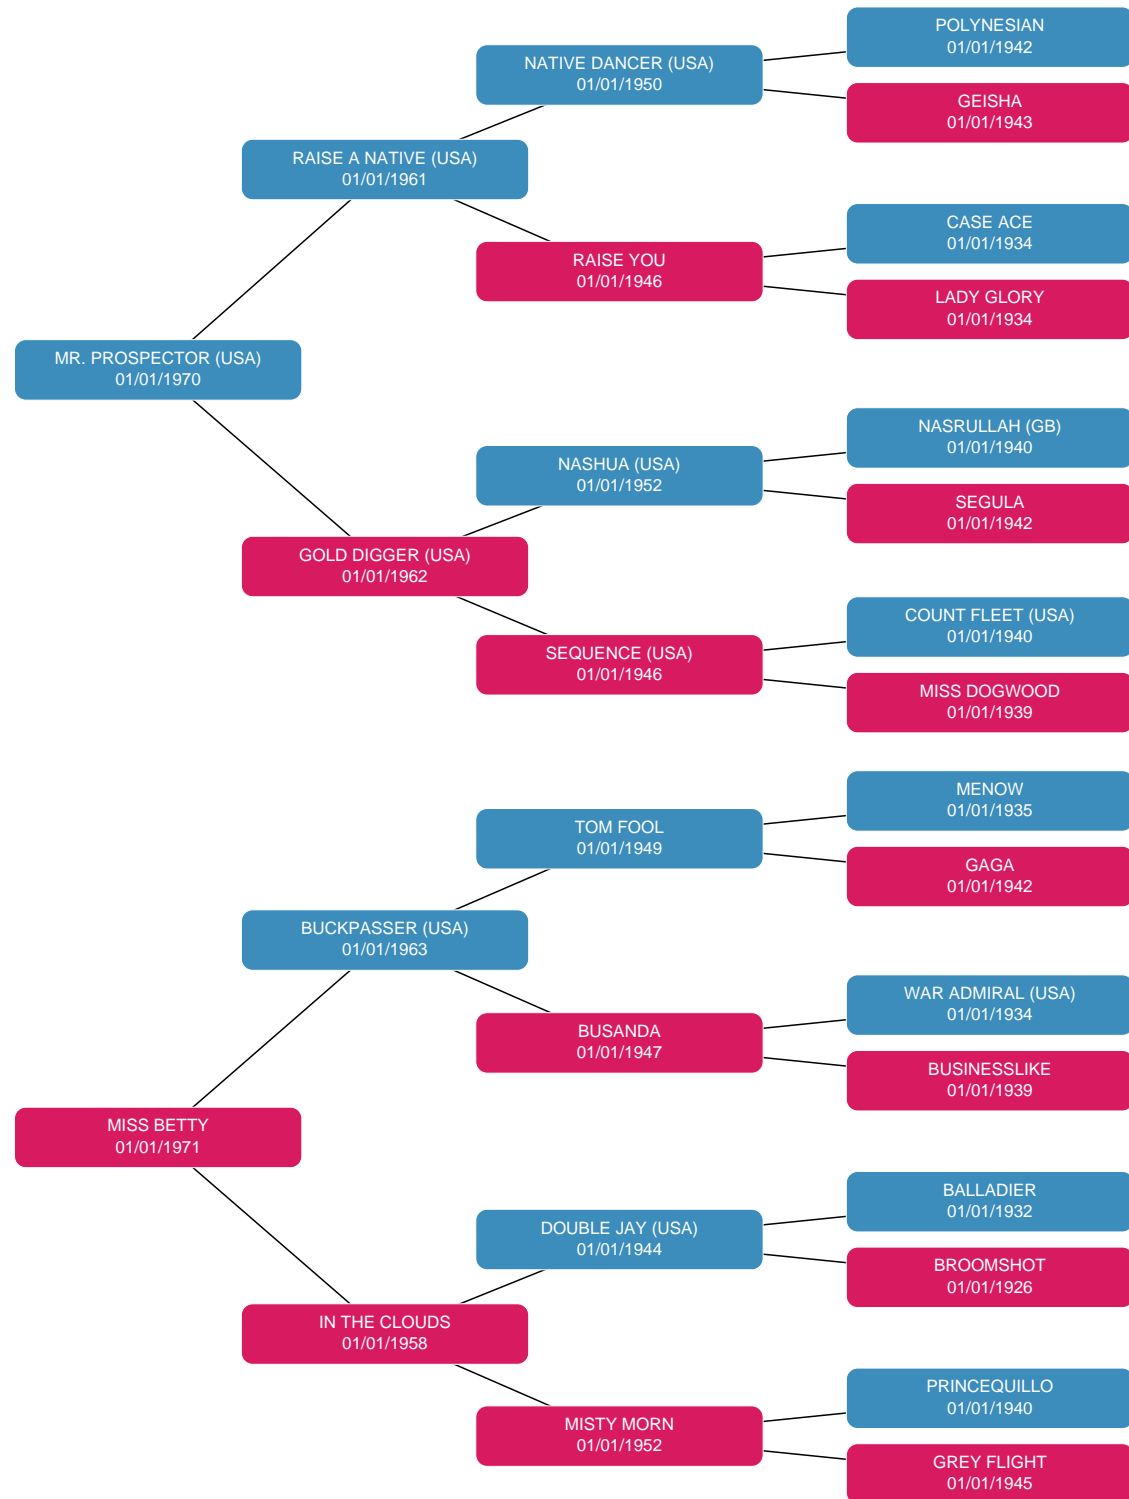 POLYNESIAN
01/01/1942
NATIVE DANCER (USA)
01/01/1950
GEISHA
01/01/1943
RAISE A NATIVE (USA)
01/01/1961
CASE ACE
01/01/1934
RAISE YOU
01/01/1946
LADY GLORY
01/01/1934
MR. PROSPECTOR (USA)
01/01/1970
NASRULLAH (GB)
01/01/1940
NASHUA (USA)
01/01/1952
SEGULA
01/01/1942
GOLD DIGGER (USA)
01/01/1962
COUNT FLEET (USA)
01/01/1940
SEQUENCE (USA)
01/01/1946
MISS DOGWOOD
01/01/1939
MENOW
01/01/1935
TOM FOOL
01/01/1949
GAGA
01/01/1942
BUCKPASSER (USA)
01/01/1963
WAR ADMIRAL (USA)
01/01/1934
BUSANDA
01/01/1947
BUSINESSLIKE
01/01/1939
MISS BETTY
01/01/1971
BALLADIER
01/01/1932
DOUBLE JAY (USA)
01/01/1944
BROOMSHOT
01/01/1926
IN THE CLOUDS
01/01/1958
PRINCEQUILLO
01/01/1940
MISTY MORN
01/01/1952
GREY FLIGHT
01/01/1945